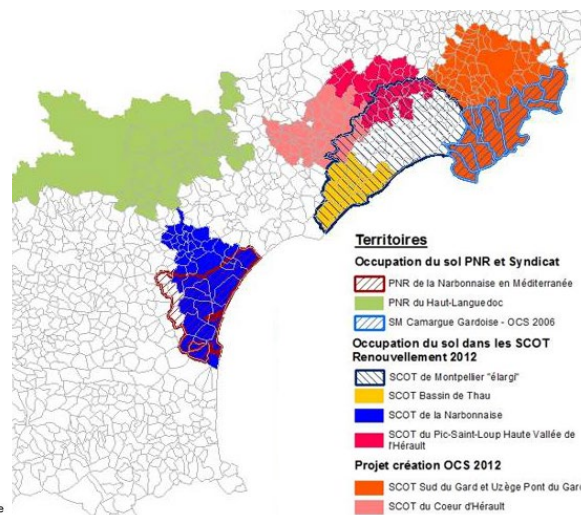 Territoires
Occupation du sol PNR et Syndicat
PNR de la Narbonnaise en Méditerranée
PNR du Haut-Languedoc
SM Camargue Gardoise - OCS 2006
Occupation du sol dans les SCOT
Renouvellement 2012
SCOT de Montpellier "élargi"
SCOT Bassin de Thau
SCOT de la Narbonnaise
SCOT du Pic-Saint-Loup Haute Vallée de
l'Hérault
Projet création OCS 2012
SCOT Sud du Gard et Uzège Pont du Gard
SCOT du Coeur d'Hérault
e